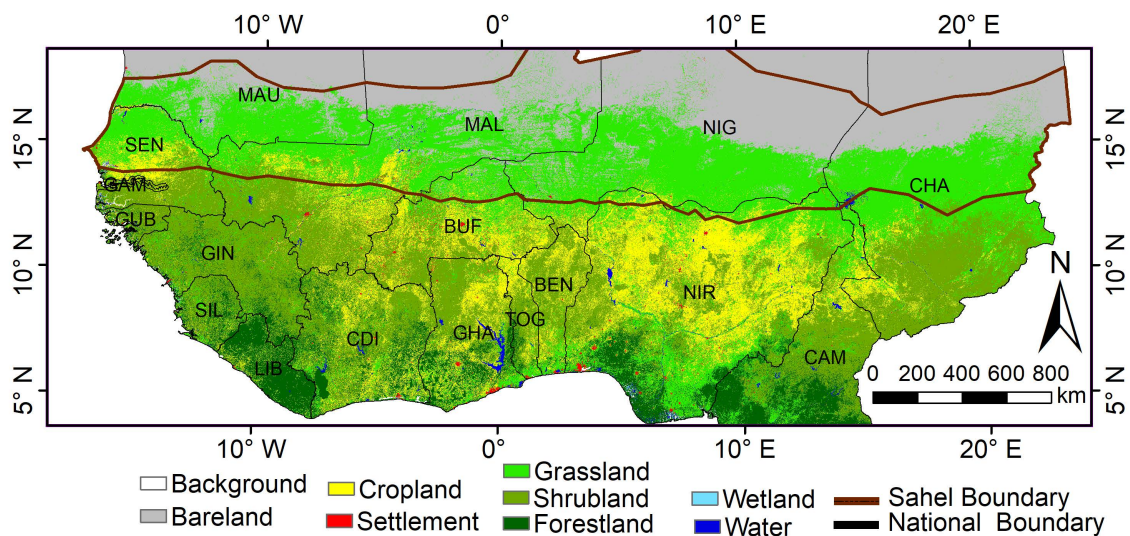 10° W 0° 10° E 20° E
15° N 10° N 5° N
MAU
MAL
NIG
SEN
CHA
GAM
GUB
BUF
GIN
BEN
NIR
SIL
TOG
GHA
CDI
CAM
LIB
N
0 200 400 600 800
km
15° N 10° N 5° N
10° W 0° 10° E 20° E
Background
Bareland
Cropland
Settlement
Grassland
Shrubland
Forestland
Wetland
Water
Sahel Boundary
National Boundary